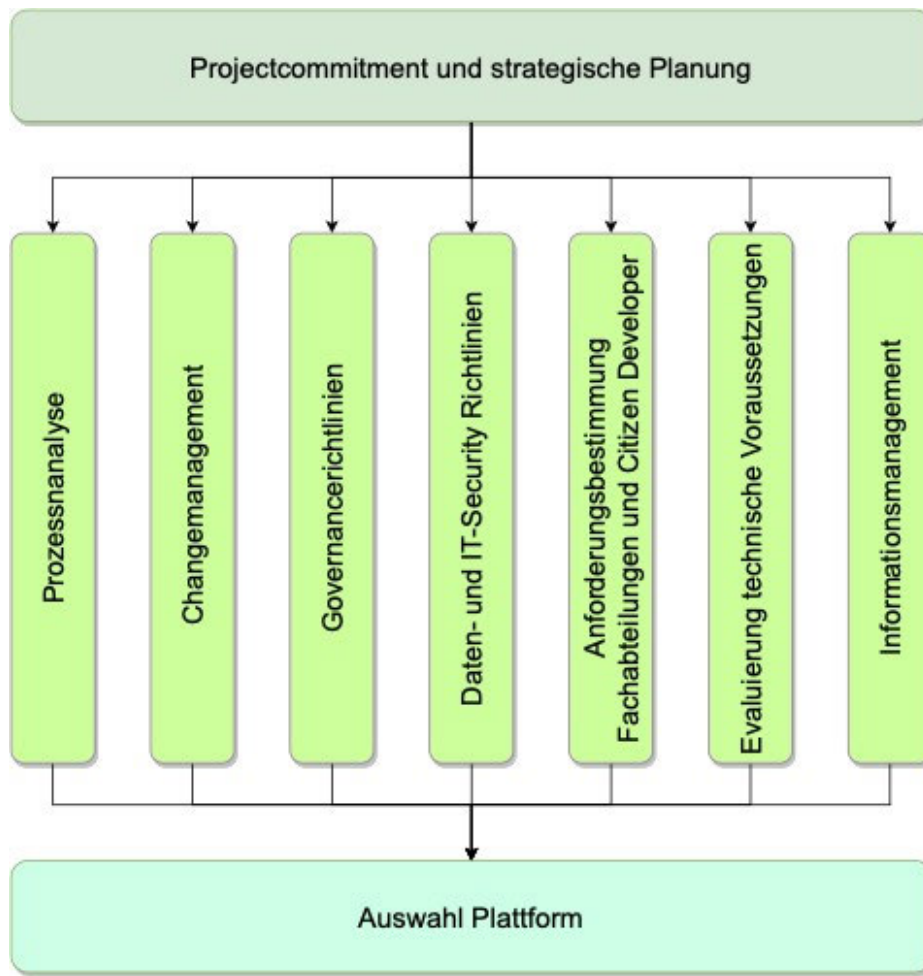 Projectcommitment und strategische Planung
Prozessnanalyse
Changemanagement
Governancerichtlinien
Daten- und IT-Security Richtlinien
Anforderungsbestimmung
Fachabteilungen und Citizen Developer
Evaluierung technische Voraussetzungen
Informationsmanagement
Auswahl Plattform